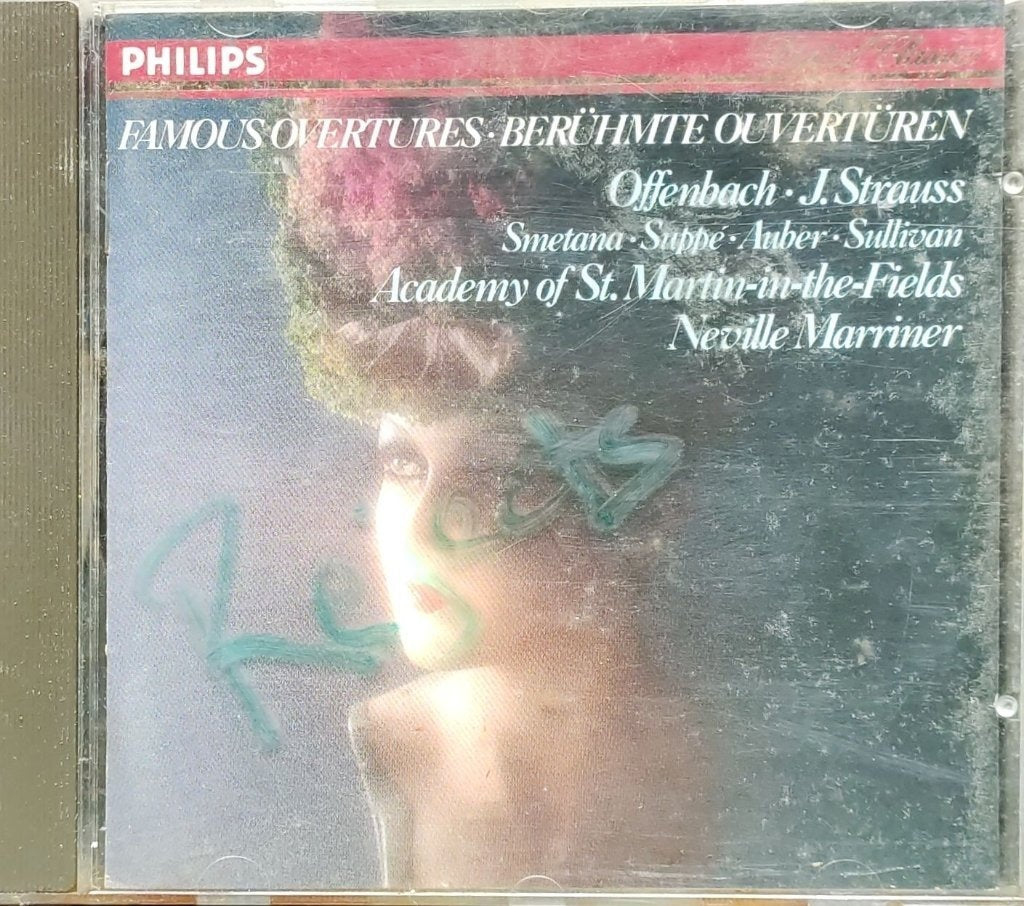 PHILIPS
FAMOUS OVERTURES · BERÜHMTE OUVERTÜREN
Offenbach · J. Strauss
Smetana · Suppé · Auber · Sullivan
Academy of St. Martin-in-the-Fields
Neville Marriner